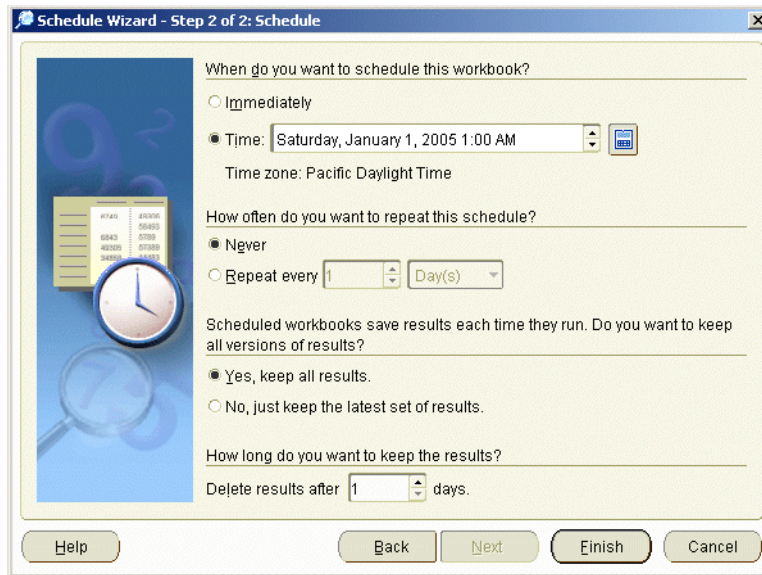 Schedule Wizard - Step 2 of 2: Schedule
When do you want to schedule this workbook?
Immediately
Time: Saturday, January 1, 2005 1:00 AM
Time zone: Pacific Daylight Time
How often do you want to repeat this schedule?
Never
Repeat every 1 Day(s)
Scheduled workbooks save results each time they run. Do you want to keep
all versions of results?
Yes, keep all results.
No, just keep the latest set of results.
How long do you want to keep the results?
Delete results after 1 days.
Help Back Next Finish Cancel